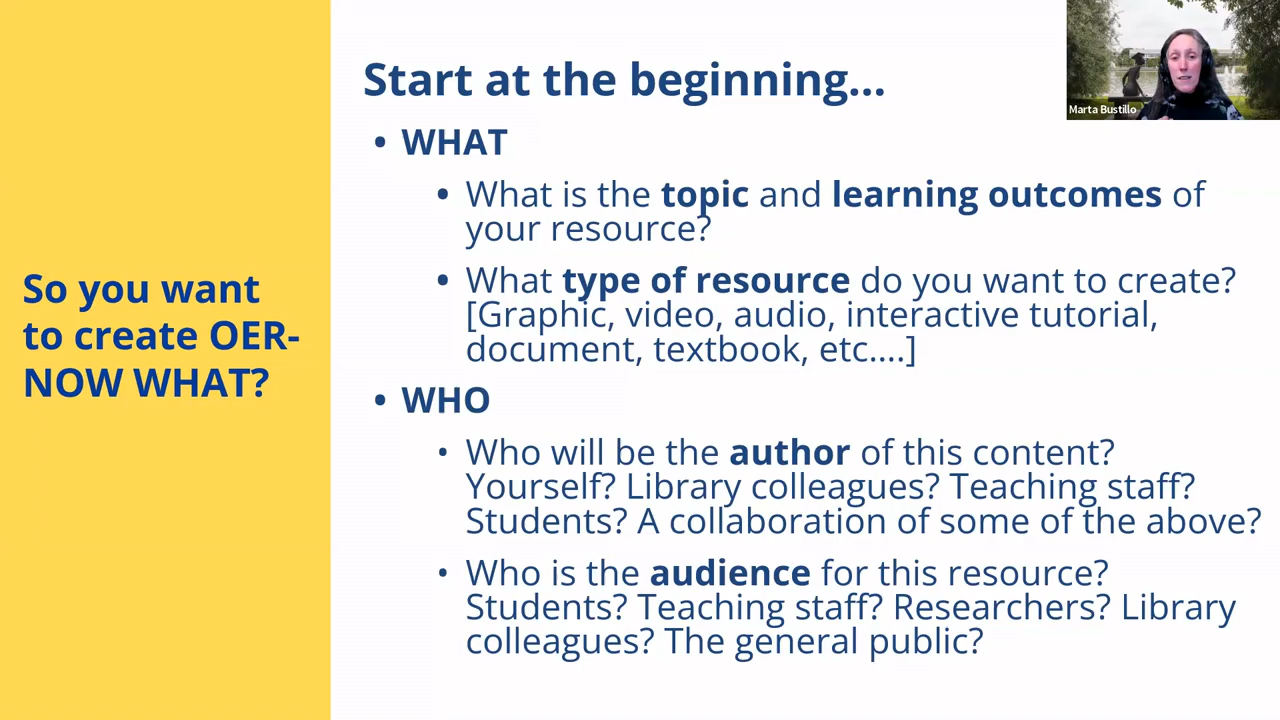 So you want
to create OER-
NOW WHAT?
Start at the beginning...
• WHAT
• What is the topic and learning outcomes of
your resource?
• What type of resource do you want to create?
[Graphic, video, audio, interactive tutorial,
document, textbook, etc....]
• WHO
• Who will be the author of this content?
Yourself? Library colleagues? Teaching staff?
Students? A collaboration of some of the above?
• Who is the audience for this resource?
Students? Teaching staff? Researchers? Library
colleagues? The general public?
Marta Bustillo